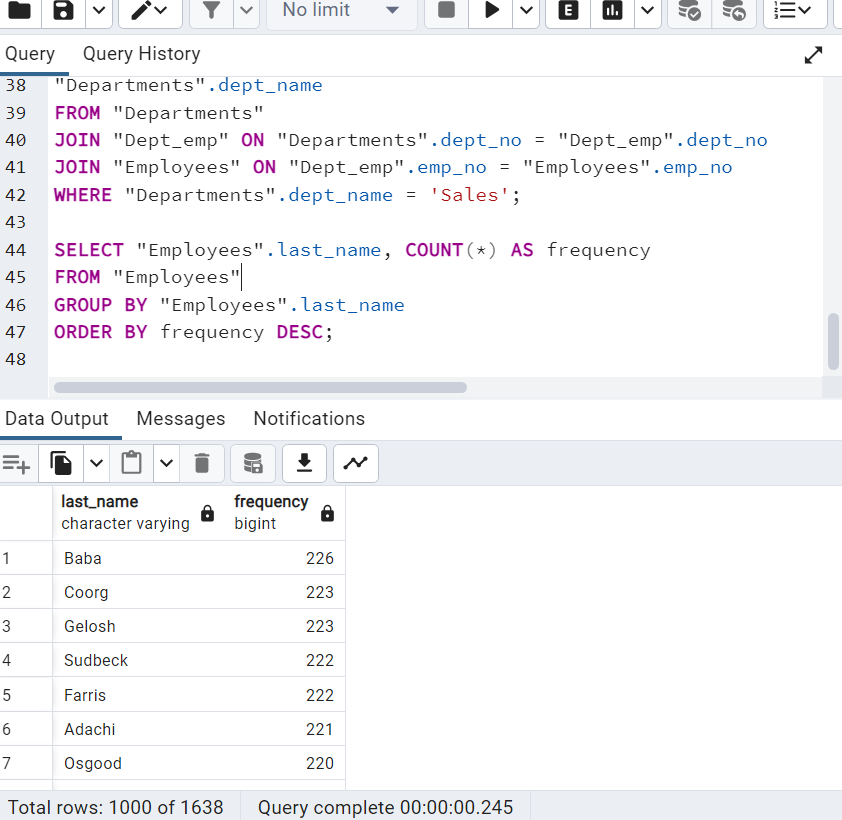 No limit
E
Query Query History
38 "Departments".dept_name
39 FROM "Departments"
40 JOIN "Dept_emp" ON "Departments".dept_no = "Dept_emp".dept_no
41 JOIN "Employees" ON "Dept_emp".emp_no = "Employees".emp_no
42 WHERE "Departments".dept_name = 'Sales';
43
44 SELECT "Employees".last_name, COUNT(*) AS frequency
45 FROM "Employees"
46 GROUP BY "Employees".last_name
47 ORDER BY frequency DESC;
48
Data Output Messages Notifications
last_name frequency
character varying bigint
1 Baba 226
2 Coorg 223
3 Gelosh 223
4 Sudbeck 222
5 Farris 222
6 Adachi 221
7 Osgood 220
Total rows: 1000 of 1638 Query complete 00:00:00.245